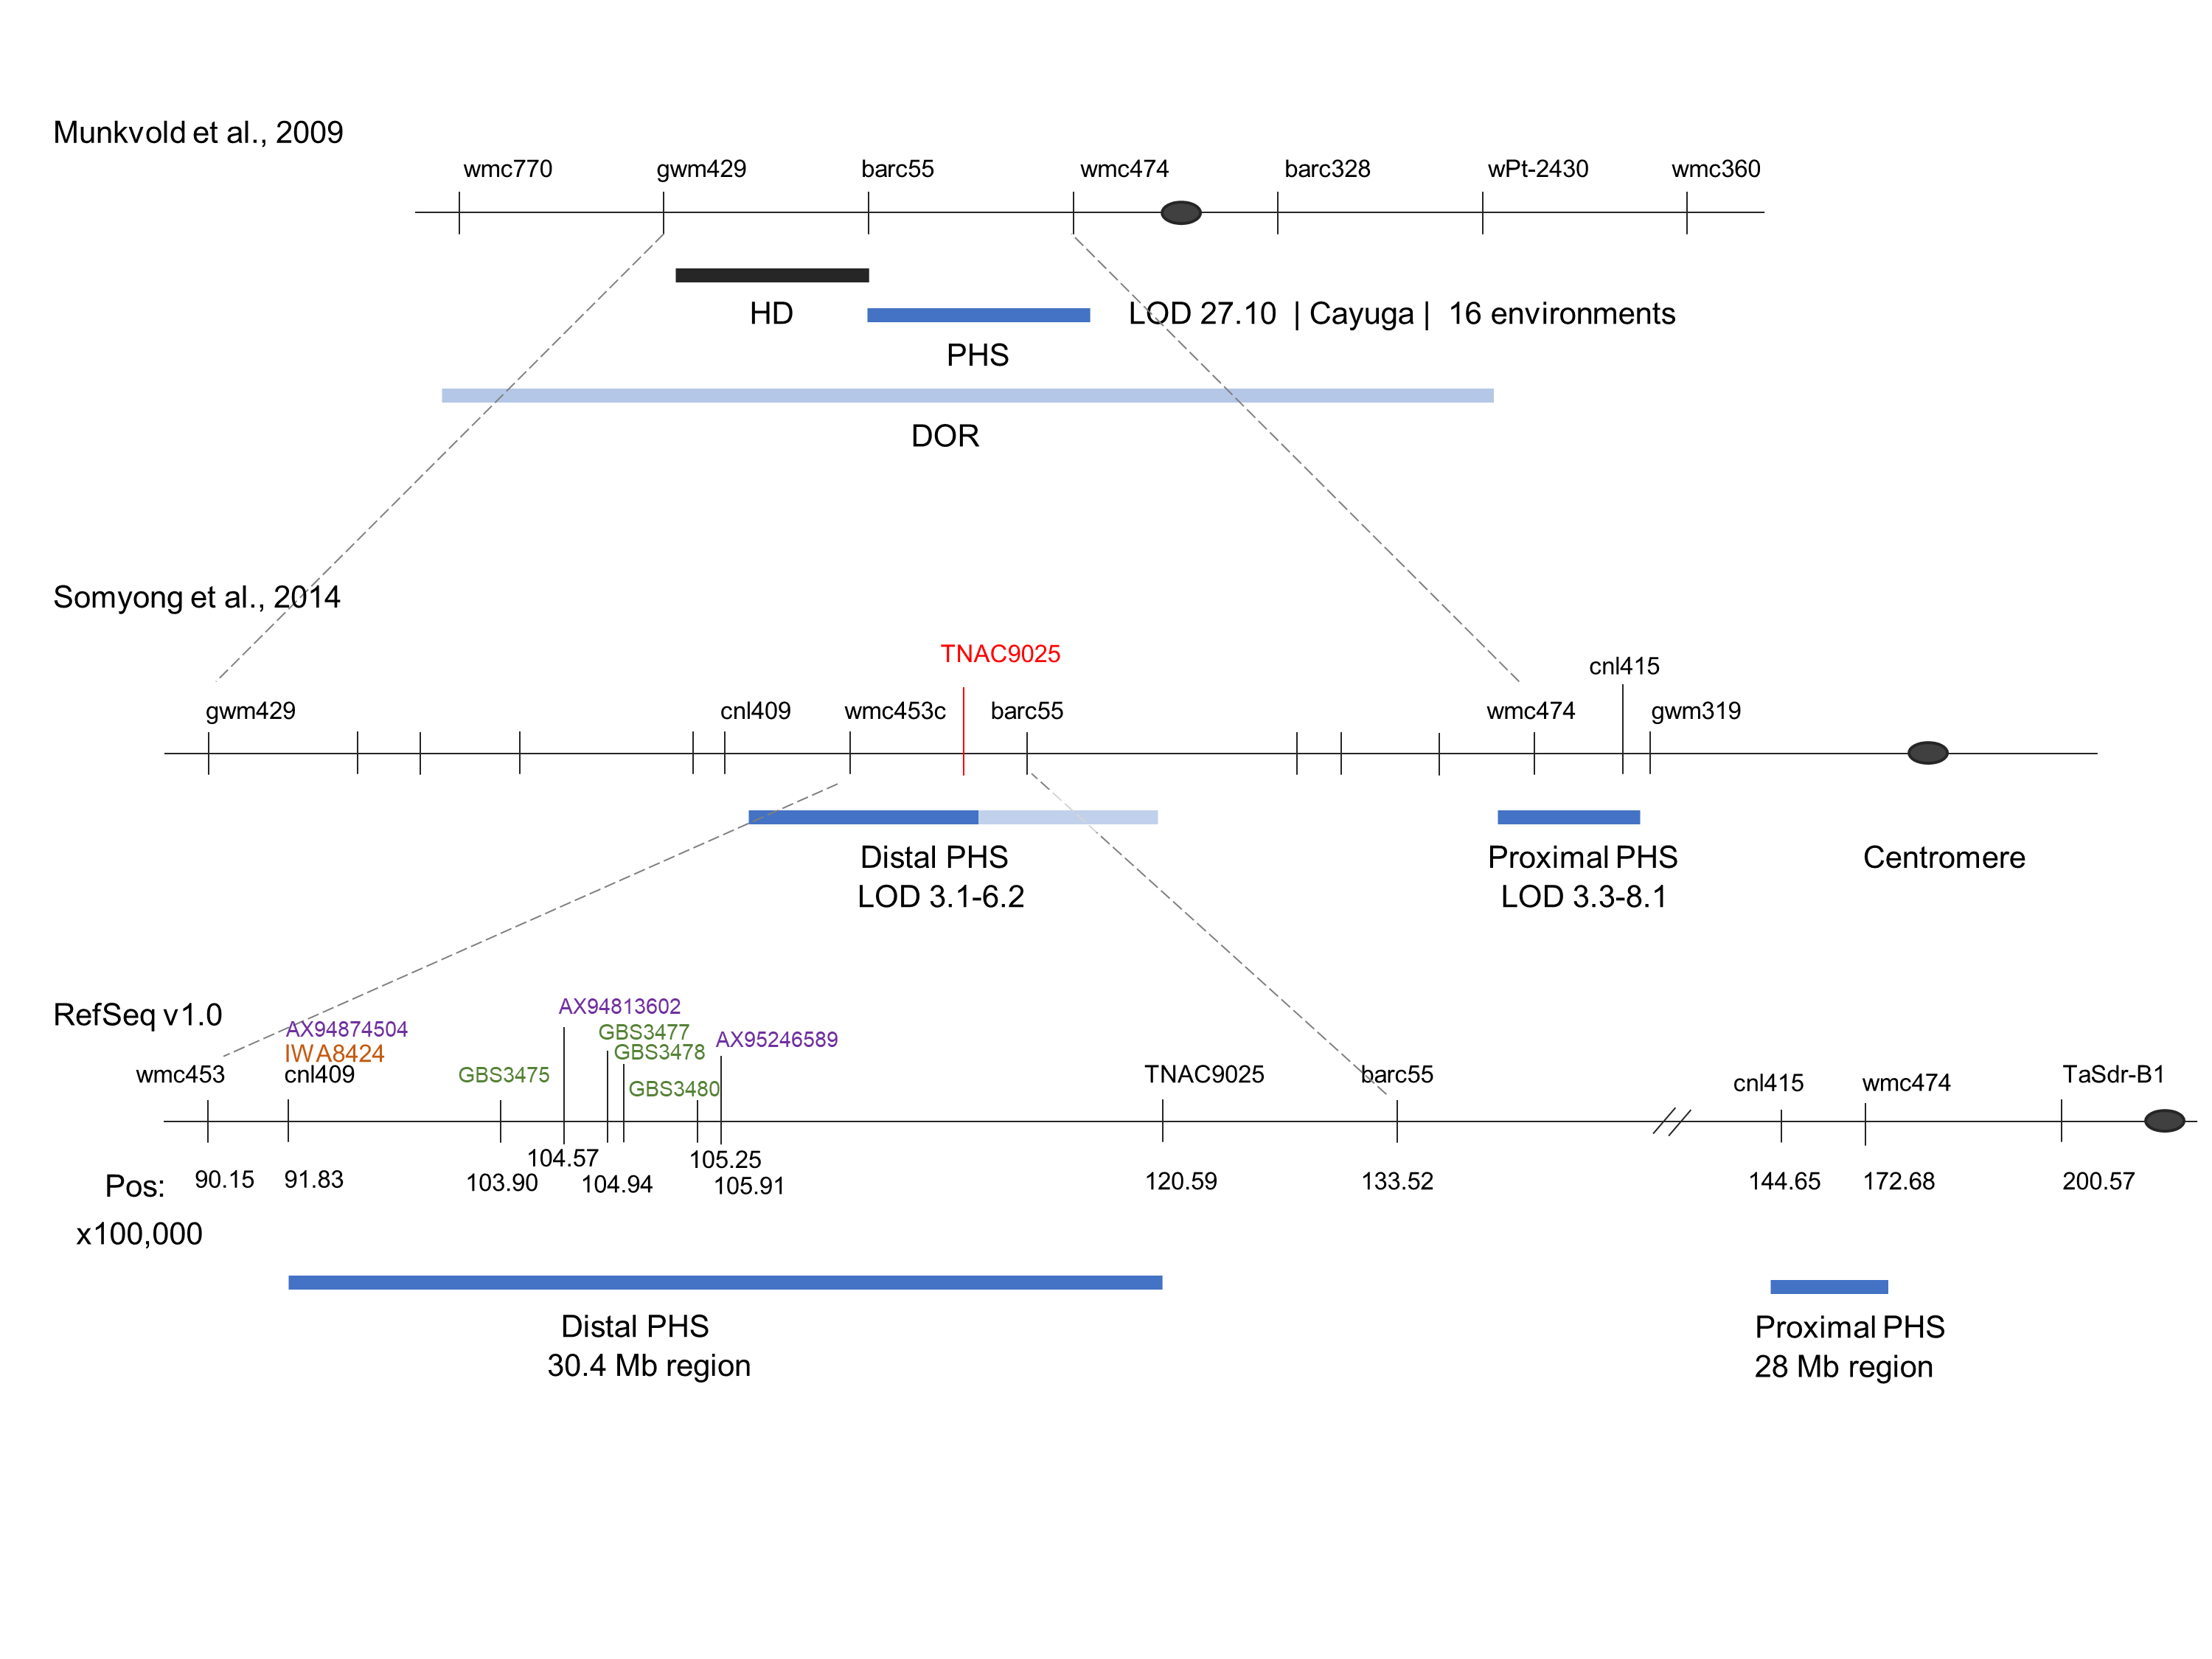 Munkvold et al., 2009
wmc770 gwm429 barc55 wmc474 barc328 wPt-2430 wmc360
HD
LOD 27.10 | Cayuga | 16 environments
PHS
DOR
Somyong et al., 2014
TNAC9025
cnl415
gwm429 cnl409 wmc453c barc55 wmc474 gwm319
Distal PHS
LOD 3.1-6.2
Proximal PHS
LOD 3.3-8.1
Centromere
RefSeq v1.0
AX94813602
AX94874504
GBS3477
AX95246589
IWA8424
GBS3478
wmc453 cnl409 GBS3475 TNAC9025 barc55 cnl415 wmc474 TaSdr-B1
GBS3480
104.57 105.25
Pos: 90.15 91.83 103.90 104.94 105.91 120.59 133.52 144.65 172.68 200.57
x100,000
Distal PHS
30.4 Mb region
Proximal PHS
28 Mb region